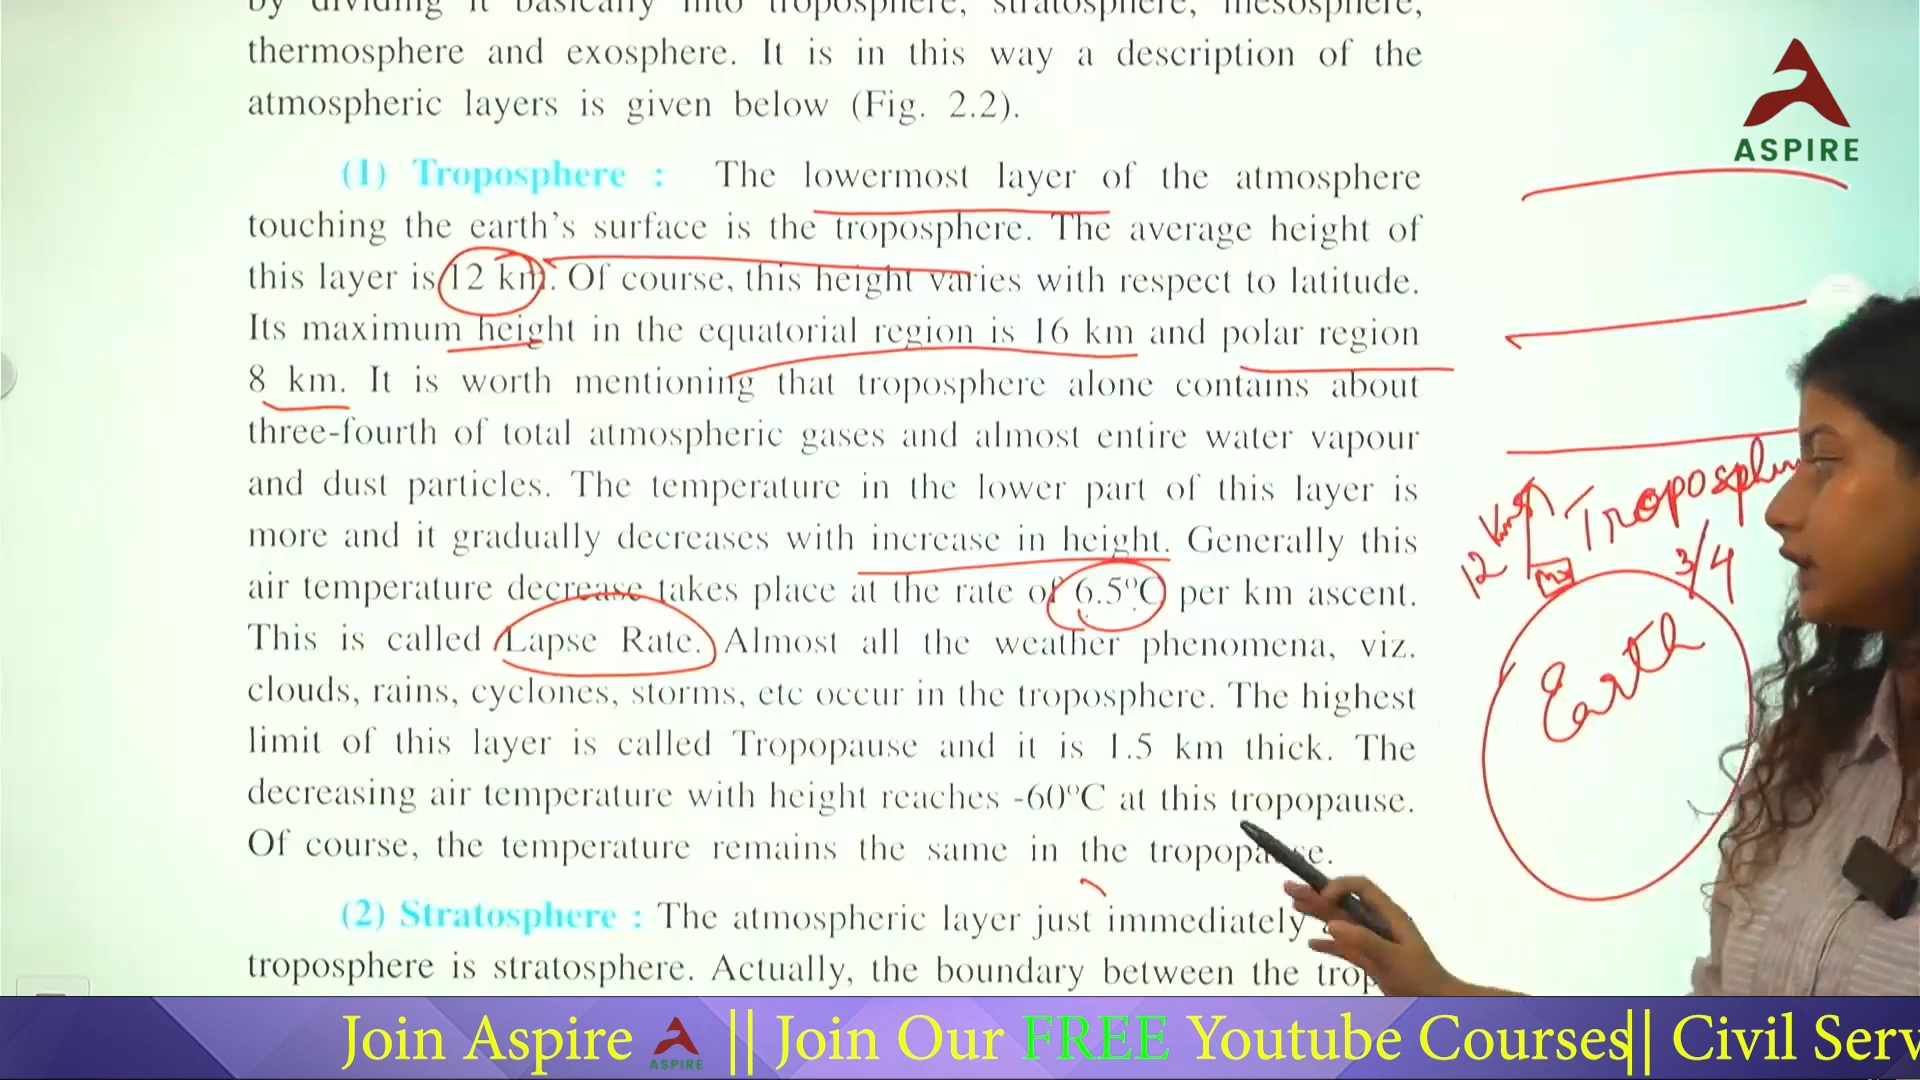 by dividing it basically into troposphere, stratosphere, mesosphere,
thermosphere and exosphere. It is in this way a description of the
atmospheric layers is given below (Fig. 2.2).
ASPIRE
(1) Troposphere : The lowermost layer of the atmosphere
touching the earth's surface is the troposphere. The average height of
this layer is 12 km. Of course, this height varies with respect to latitude.
Its maximum height in the equatorial region is 16 km and polar region
8 km. It is worth mentioning that troposphere alone contains about
three-fourth of total atmospheric gases and almost entire water vapour
and dust particles. The temperature in the lower part of this layer is
more and it gradually decreases with increase in height. Generally this
air temperature decrease takes place at the rate of 6.5°C per km ascent.
This is called Lapse Rate. Almost all the weather phenomena, viz.
clouds, rains, cyclones, storms, etc occur in the troposphere. The highest
limit of this layer is called Tropopause and it is 1.5 km thick. The
decreasing air temperature with height reaches -60°C at this tropopause.
Of course, the temperature remains the same in the
(2) Stratosphere : The atmospheric layer just immediately
troposphere is stratosphere. Actually, the boundary between the
12
3/4
Earth
Join Aspire ASPIRE || Join Our FREE Youtube Courses|| Civil Serv